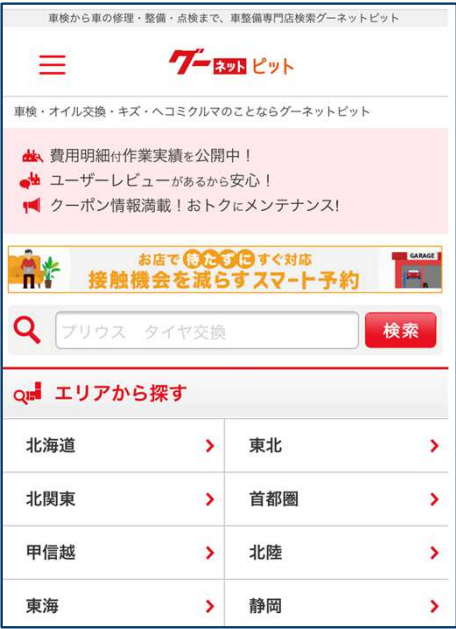 車検から車の修理・整備・点検まで、車整備専門店検索グーネットピット
グーネットピット
車検・オイル交換・キズ・ヘコミクルマのことならグーネットピット
費用明細付作業実績を公開中！
ユーザーレビューがあるから安心！
クーポン情報満載！おトクにメンテナンス!
お店で待たずにすぐ対応
接触機会を減らすスマート予約
GARAGE
プリウス　タイヤ交換
検索
エリアから探す
北海道
東北
北関東
首都圏
甲信越
北陸
東海
静岡